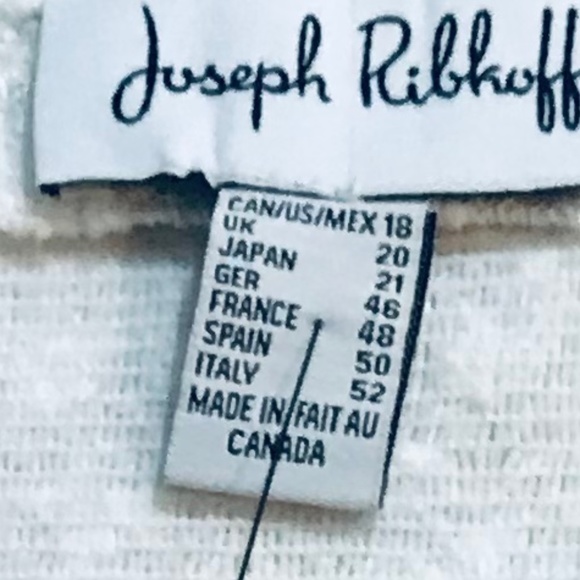 Joseph Ribkoff
CAN/US/MEX 18
UK 20
JAPAN 21
GER 46
FRANCE 48
SPAIN 50
ITALY 52
MADE IN/FAIT AU
CANADA